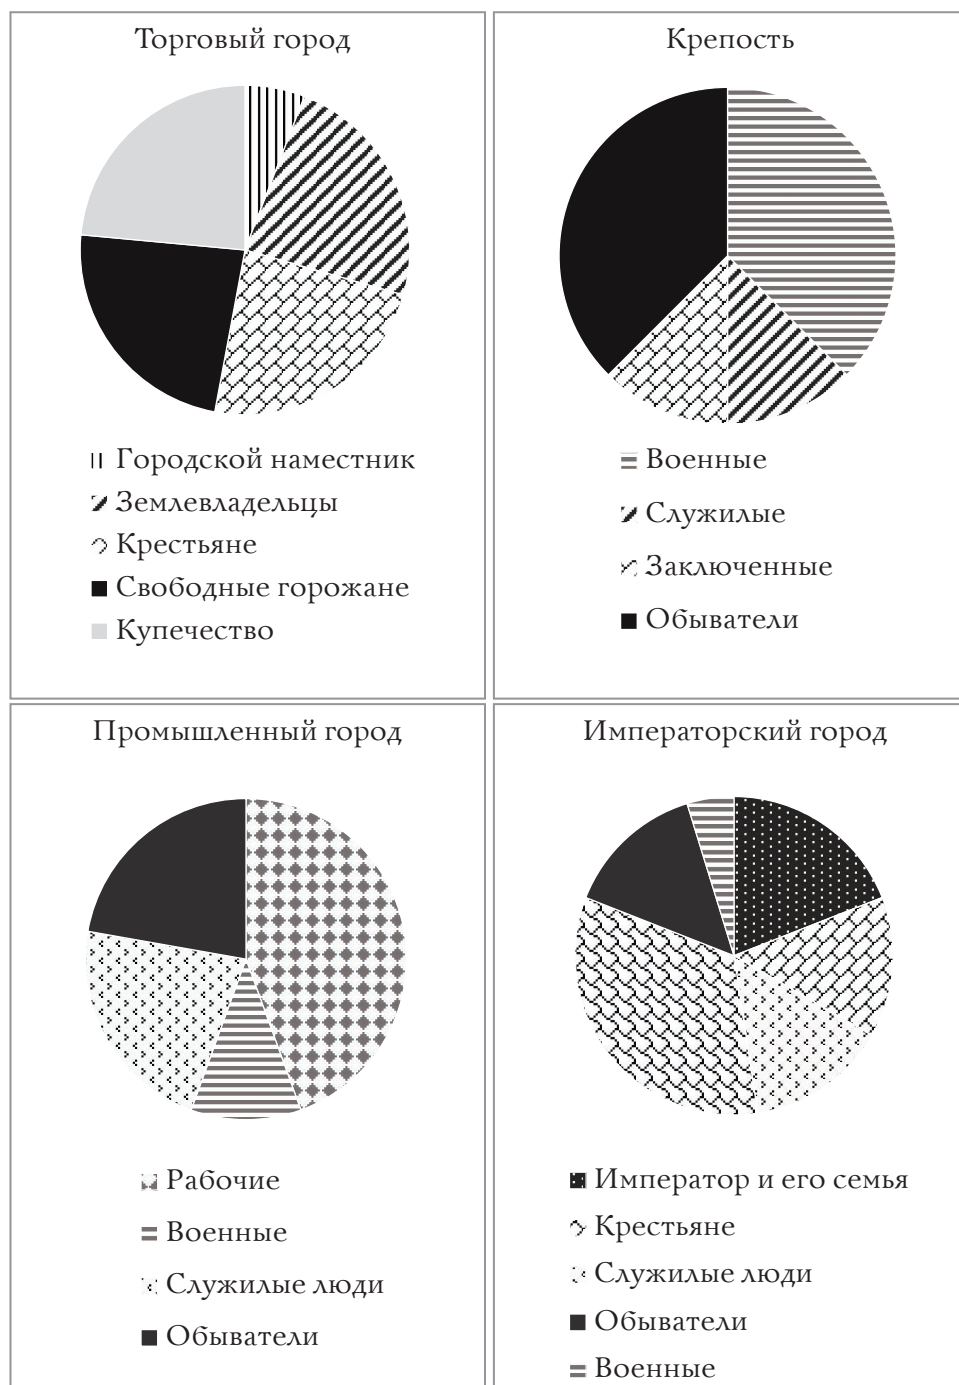 Торговый город
Городской наместник
Землевладельцы
Крестьяне
Свободные горожане
Купечество
Крепость
Военные
Служилые
Заключенные
Обыватели
Промышленный город
Рабочие
Военные
Служилые люди
Обыватели
Императорский город
Император и его семья
Крестьяне
Служилые люди
Обыватели
Военные